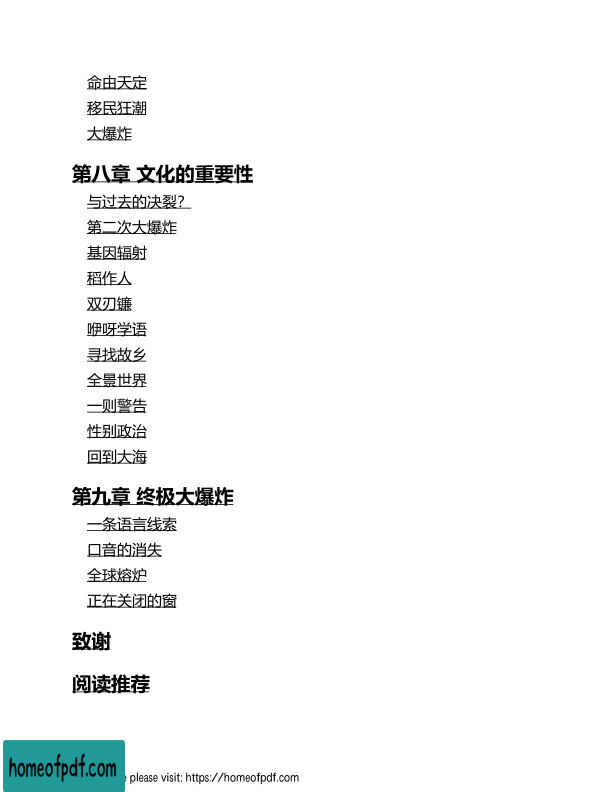 命由天定
移民狂潮
大爆炸
第八章 文化的重要性
与过去的决裂？
第二次大爆炸
基因辐射
稻作人
双刃镰
咿呀学语
寻找故乡
全景世界
一则警告
性别政治
回到大海
第九章 终极大爆炸
一条语言线索
口音的消失
全球熔炉
正在关闭的窗
致谢
阅读推荐
homeofpdf.com
please visit: https://homeofpdf.com